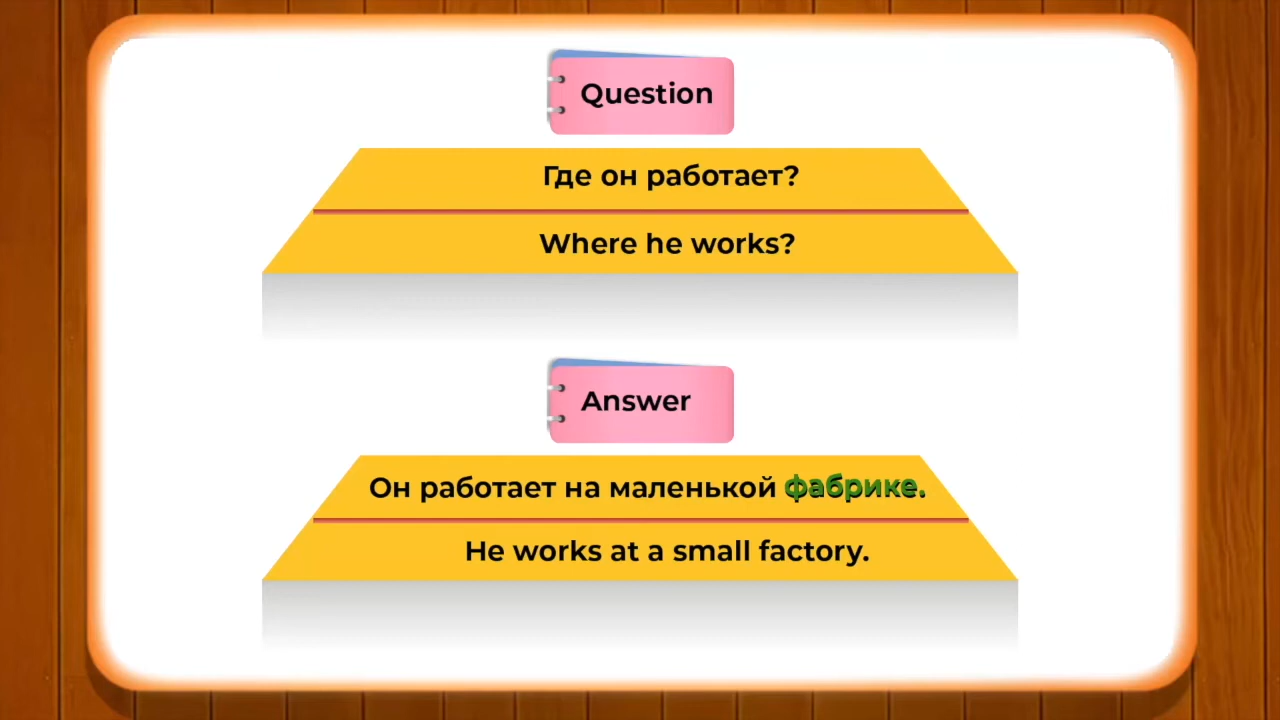 Question
Где он работает?
Where he works?
Answer
Он работает на маленькой фабрике.
He works at a small factory.